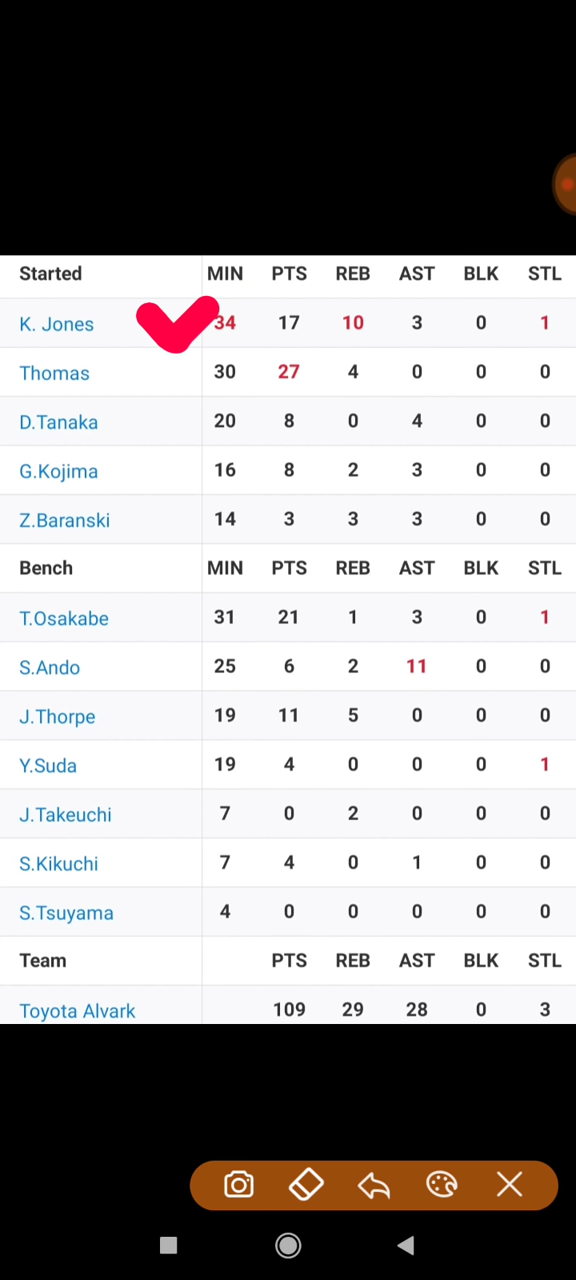 Started MIN PTS REB AST BLK STL
K. Jones 34 17 10 3 0 1
Thomas 30 27 4 0 0 0
D.Tanaka 20 8 0 4 0 0
G.Kojima 16 8 2 3 0 0
Z.Baranski 14 3 3 3 0 0
Bench MIN PTS REB AST BLK STL
T.Osakabe 31 21 1 3 0 1
S.Ando 25 6 2 11 0 0
J.Thorpe 19 11 5 0 0 0
Y.Suda 19 4 0 0 0 1
J.Takeuchi 7 0 2 0 0 0
S.Kikuchi 7 4 0 1 0 0
S.Tsuyama 4 0 0 0 0 0
Team PTS REB AST BLK STL
Toyota Alvark 109 29 28 0 3